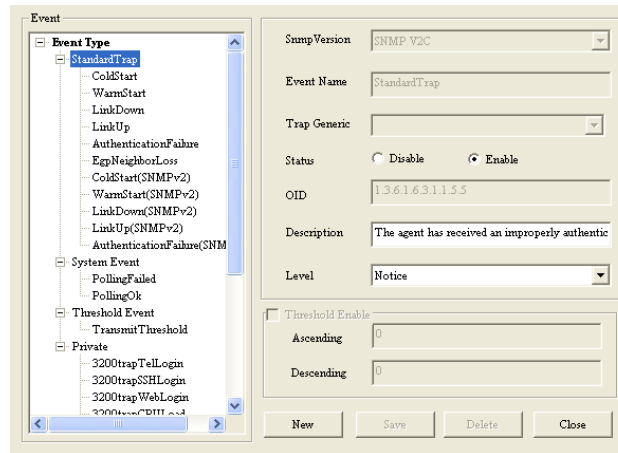 Event
Event Type
StandardTrap
ColdStart
WarmStart
LinkDown
LinkUp
AuthenticationFailure
EgpNeighborLoss
ColdStart(SNMPv2)
WarmStart(SNMPv2)
LinkDown(SNMPv2)
LinkUp(SNMPv2)
AuthenticationFailure(SNM
System Event
PollingFailed
PollingOk
Threshold Event
TransmitThreshold
Private
3200trapTelLogin
3200trapSSHLogin
3200trapWebLogin
3200trapCPULoad
SnmpVersion SNMP V2C
Event Name StandardTrap
Trap Generic
Status Disable Enable
OID 1.3.6.1.6.3.1.1.5.5
Description The agent has received an improperly authentic
Level Notice
Threshold Enable
Ascending 0
Descending 0
New Save Delete Close